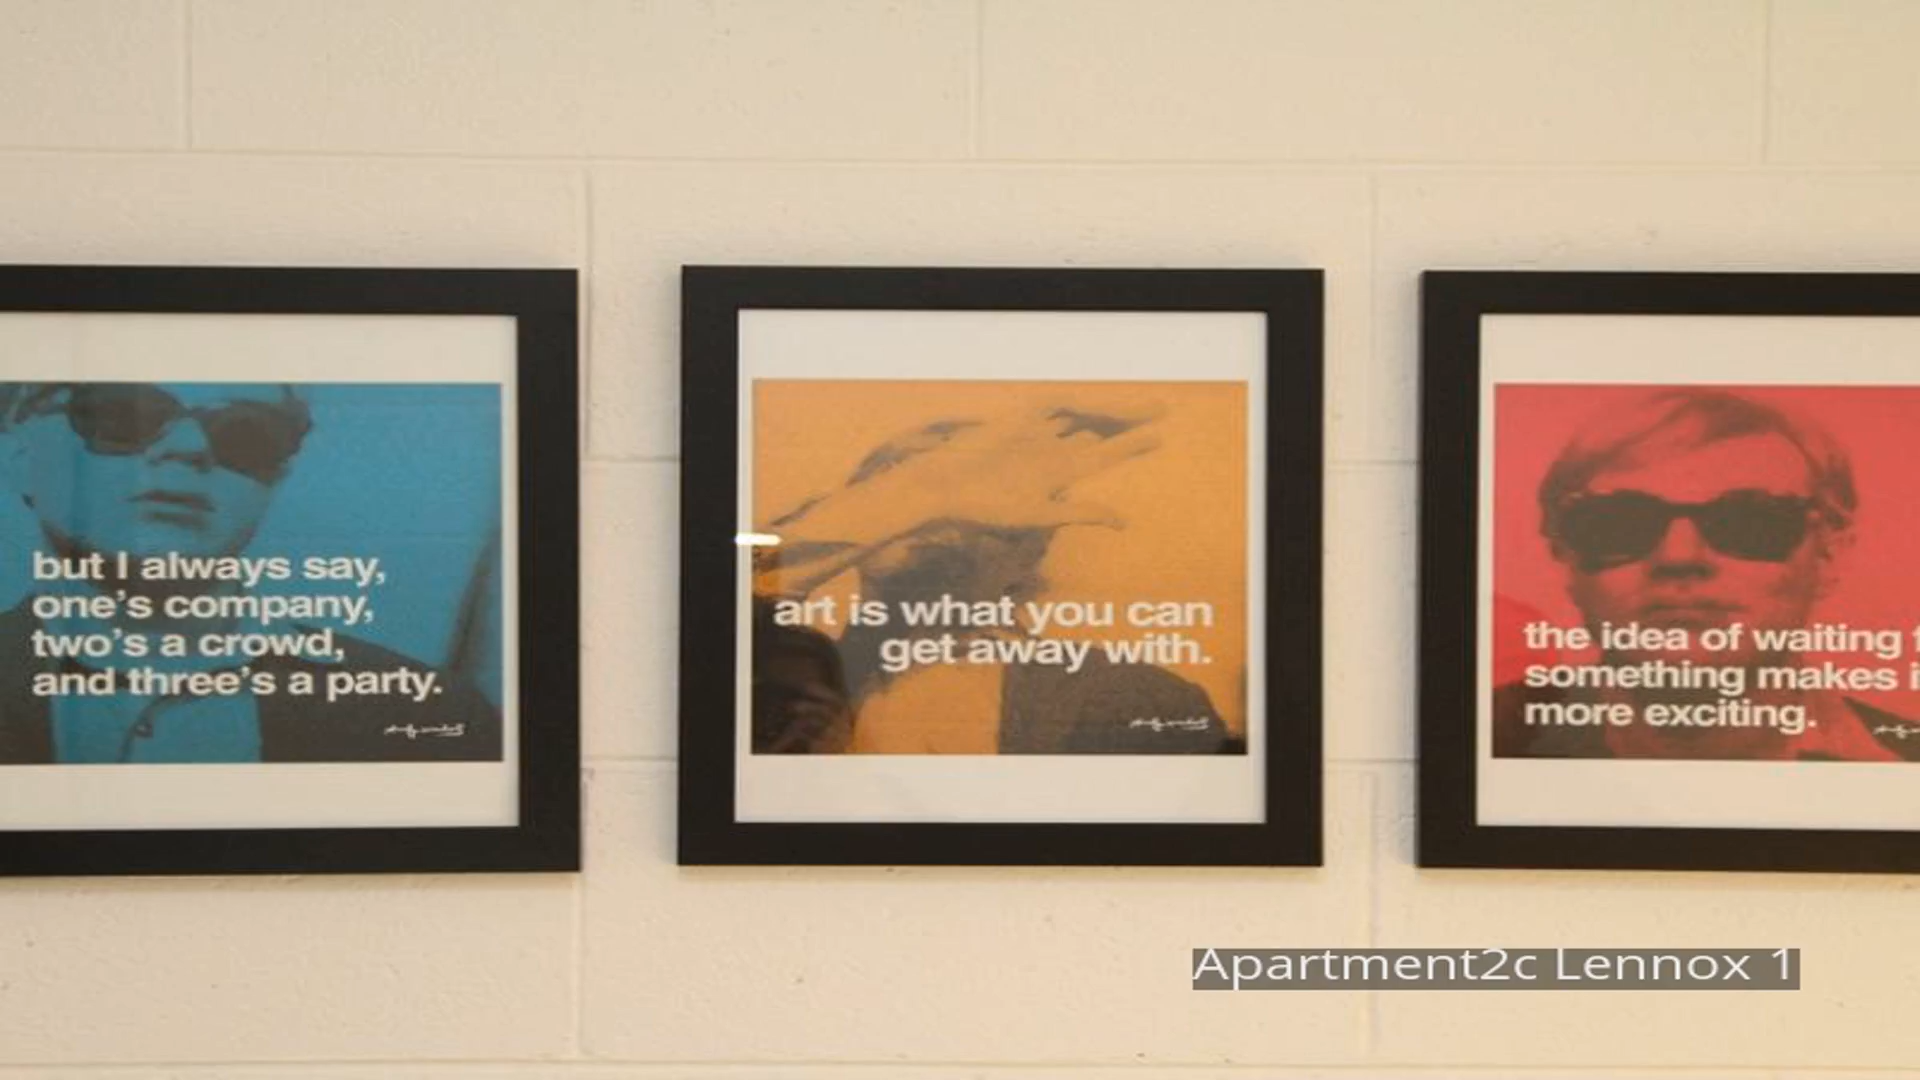 but I always say,
one's company,
two's a crowd,
and three's a party.
art is what you can
get away with.
the idea of waiting
something makes
more exciting.
Apartment2c Lennox 1